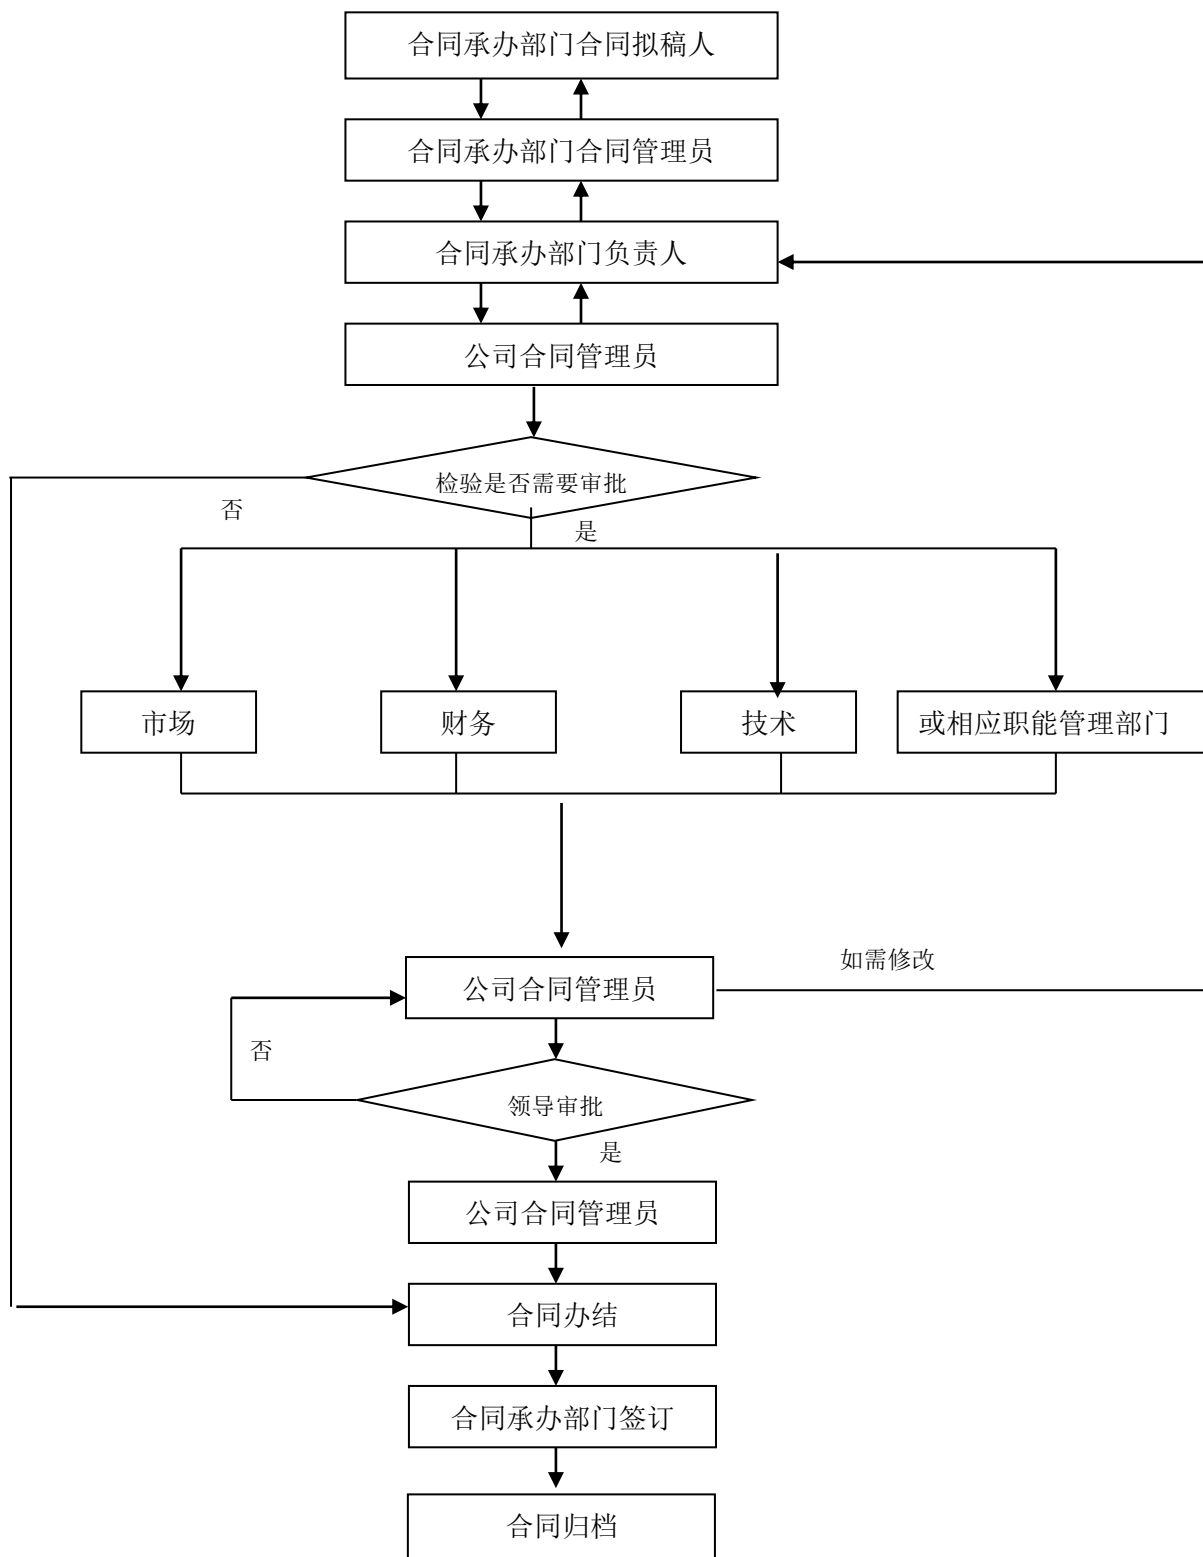 合同承办部门合同拟稿人
合同承办部门合同管理员
合同承办部门负责人
公司合同管理员
检验是否需要审批
否
是
市场
财务
技术
或相应职能管理部门
如需修改
公司合同管理员
否
领导审批
是
公司合同管理员
合同办结
合同承办部门签订
合同归档